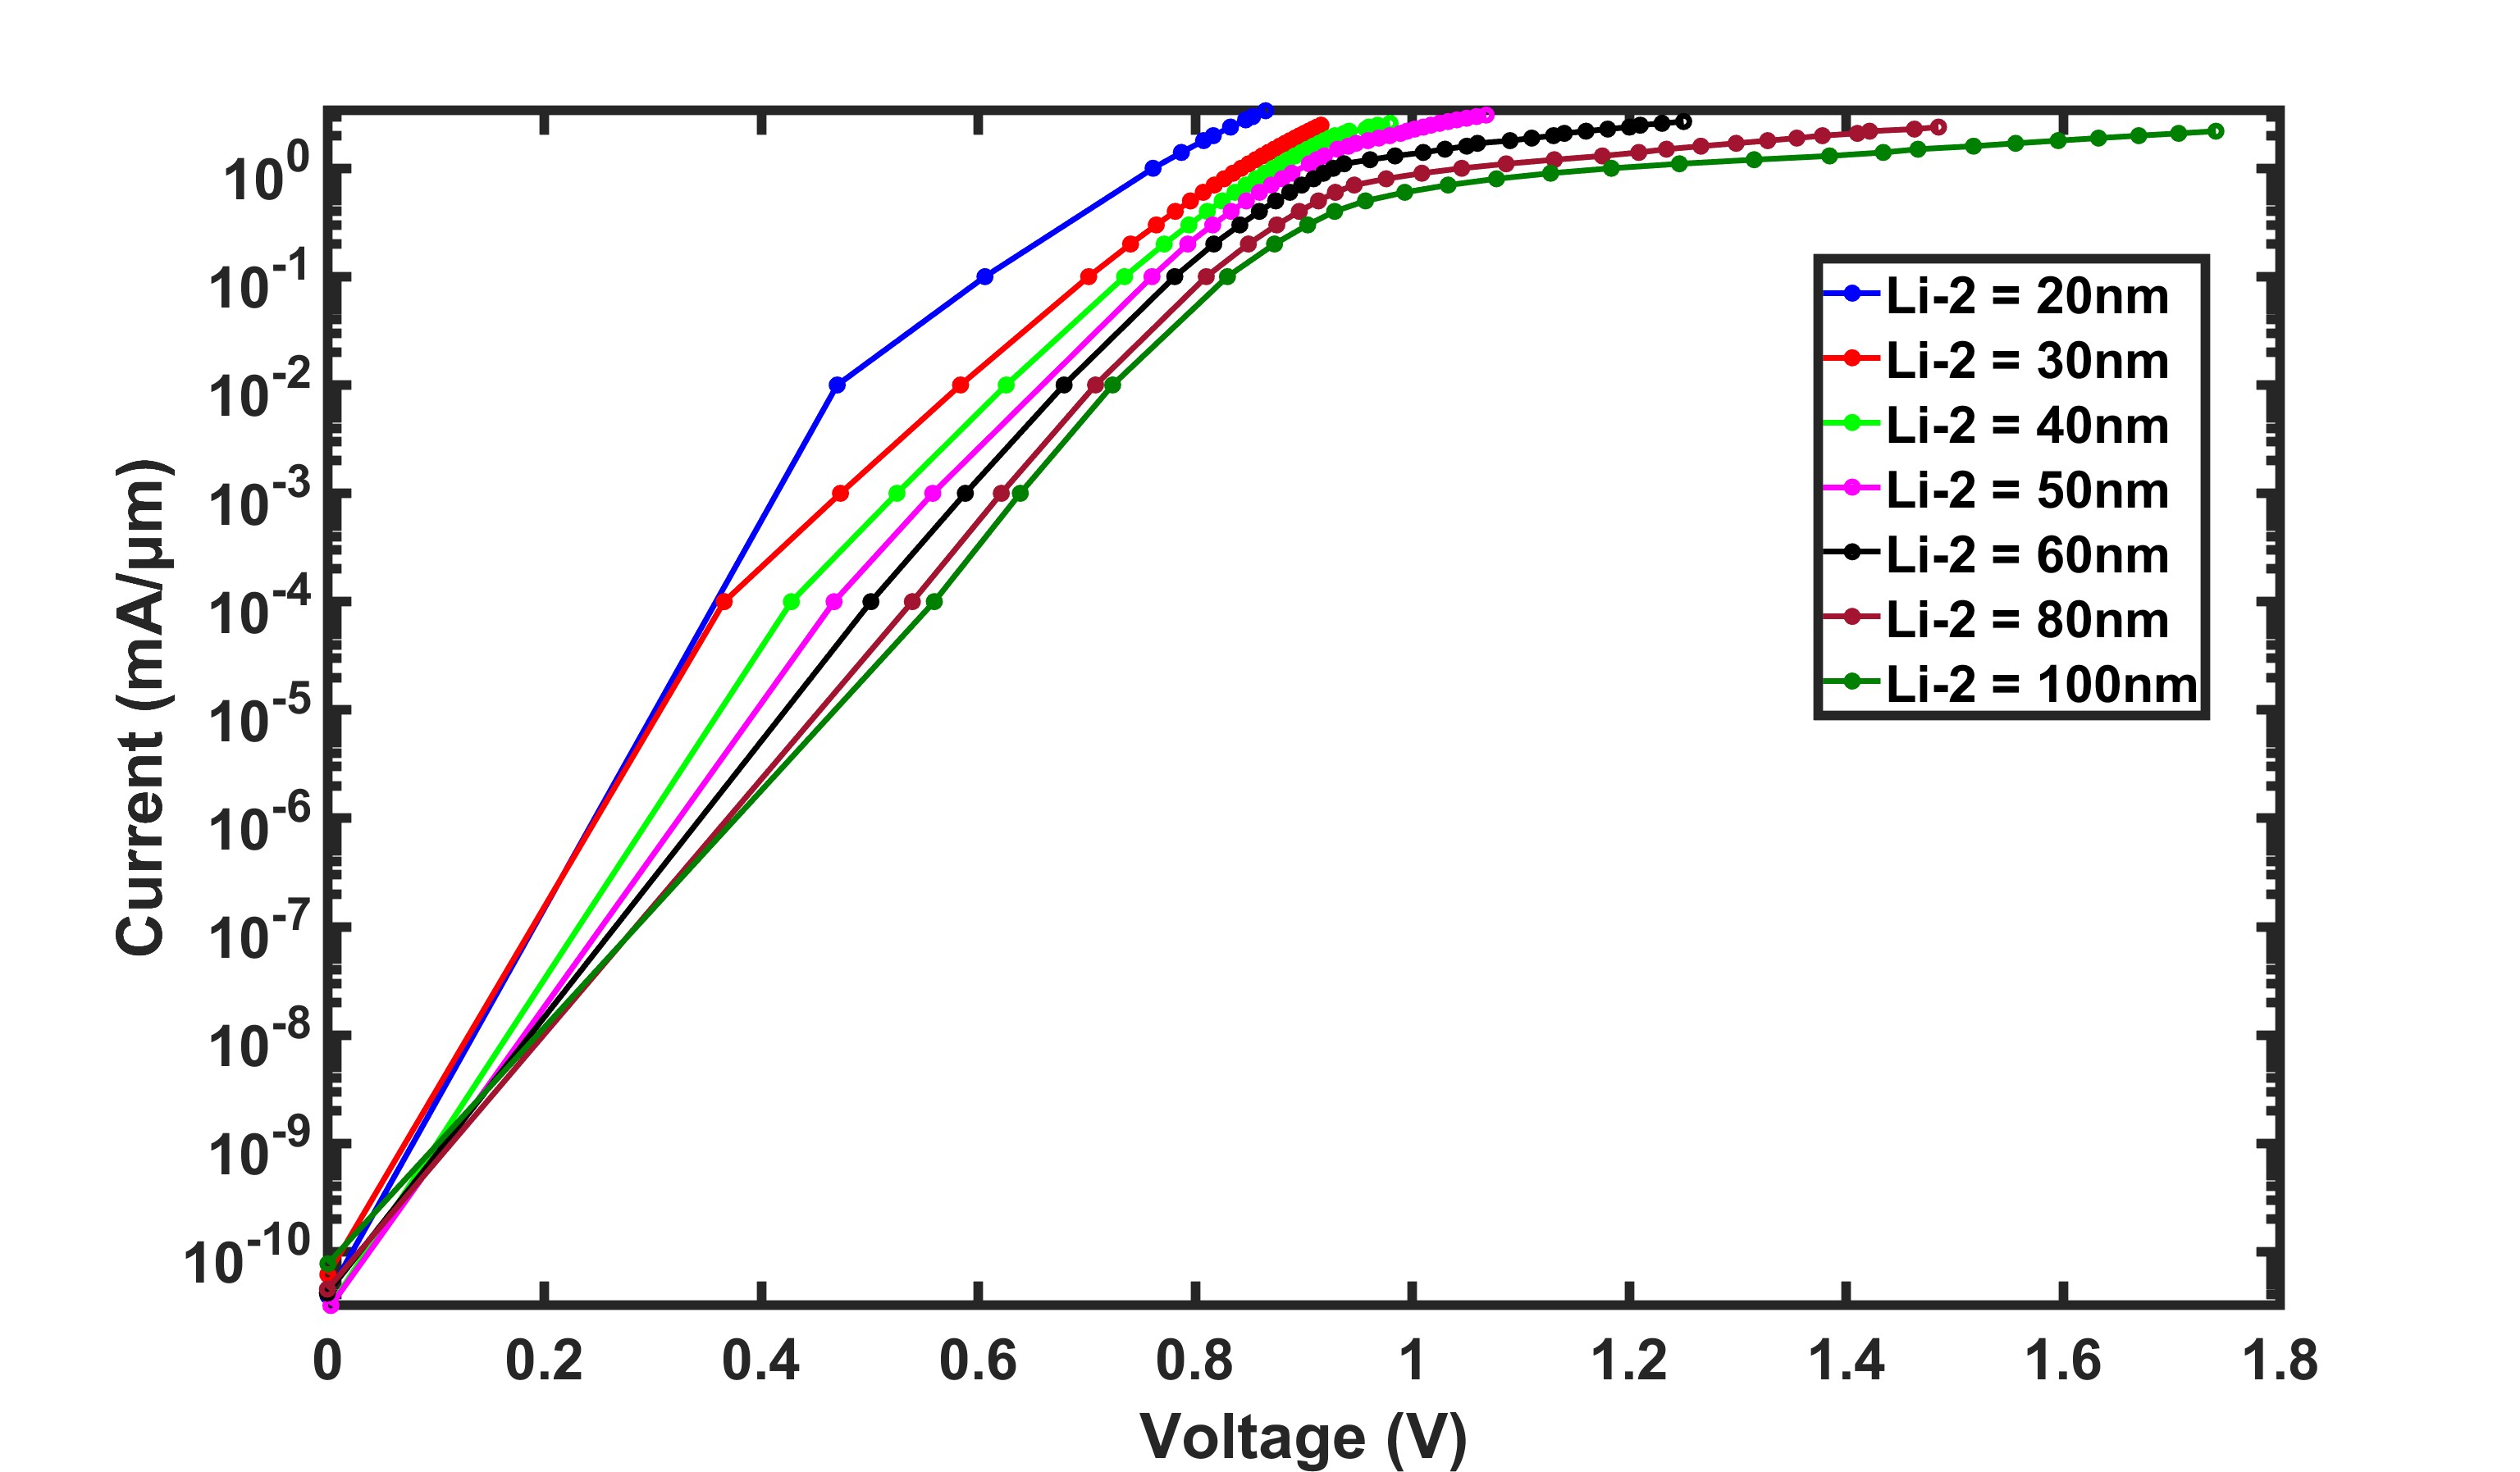 Current (mA/µm)
10^0
10^-1
10^-2
10^-3
10^-4
10^-5
10^-6
10^-7
10^-8
10^-9
10^-10
Li-2 = 20nm
Li-2 = 30nm
Li-2 = 40nm
Li-2 = 50nm
Li-2 = 60nm
Li-2 = 80nm
Li-2 = 100nm
0 0.2 0.4 0.6 0.8 1 1.2 1.4 1.6 1.8
Voltage (V)